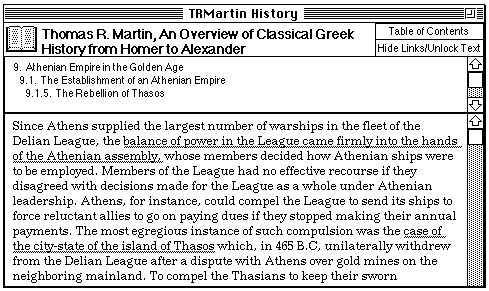 TRMartin History
Thomas R. Martin, An Overview of Classical Greek
History from Homer to Alexander
Table of Contents
Hide Links/Unlock Text
9. Athenian Empire in the Golden Age
9.1. The Establishment of an Athenian Empire
9.1.5. The Rebellion of Thasos
Since Athens supplied the largest number of warships in the fleet of the
Delian League, the balance of power in the League came firmly into the hands
of the Athenian assembly, whose members decided how Athenian ships were
to be employed. Members of the League had no effective recourse if they
disagreed with decisions made for the League as a whole under Athenian
leadership. Athens, for instance, could compel the League to send its ships to
force reluctant allies to go on paying dues if they stopped making their annual
payments. The most egregious instance of such compulsion was the case of
the city-state of the island of Thasos which, in 465 B.C, unilaterally withdrew
from the Delian League after a dispute with Athens over gold mines on the
neighboring mainland. To compel the Thasians to keep their sworn